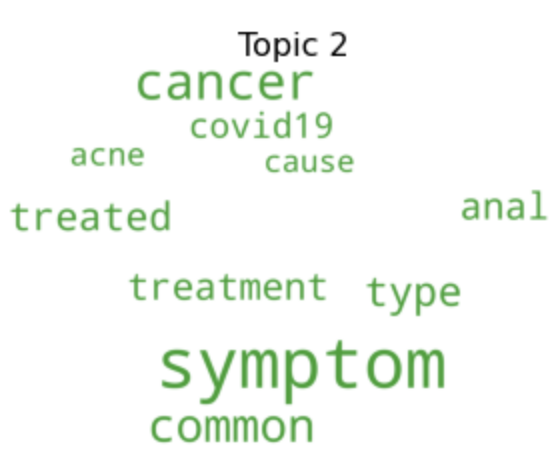 Topic 2
cancer
covid19
acne
cause
treated
anal
treatment
type
symptom
common